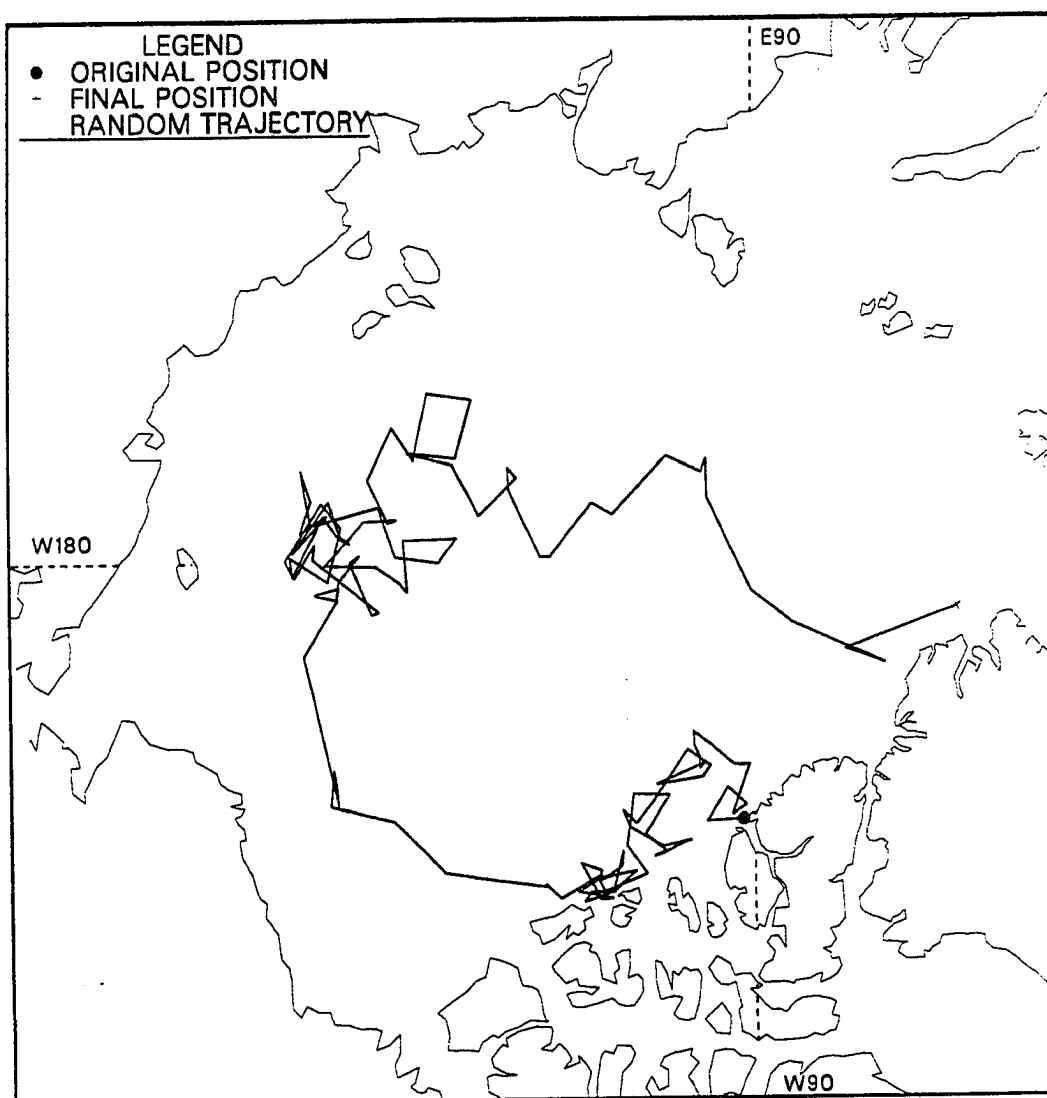 LEGEND
● ORIGINAL POSITION
- FINAL POSITION
RANDOM TRAJECTORY
E90
W180
W90